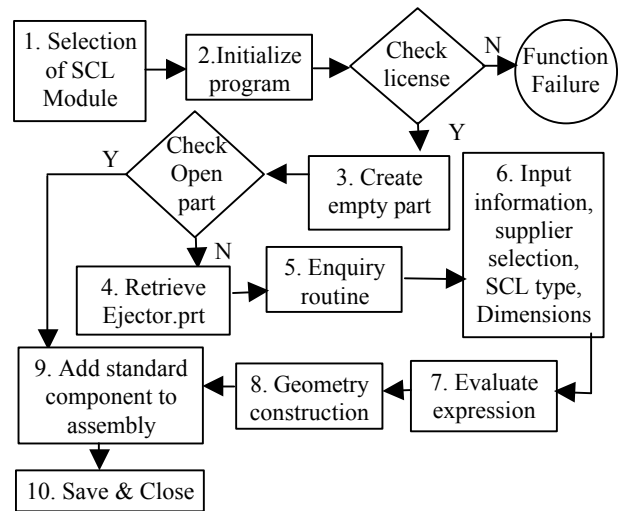 1. Selection
of SCL
Module
2.Initialize
program
Check
license
N
Function
Failure
Y
Check
Open
part
Y
N
3. Create
empty part
4. Retrieve
Ejector.prt
5. Enquiry
routine
6. Input
information,
supplier
selection,
SCL type,
Dimensions
7. Evaluate
expression
8. Geometry
construction
9. Add standard
component to
assembly
10. Save & Close